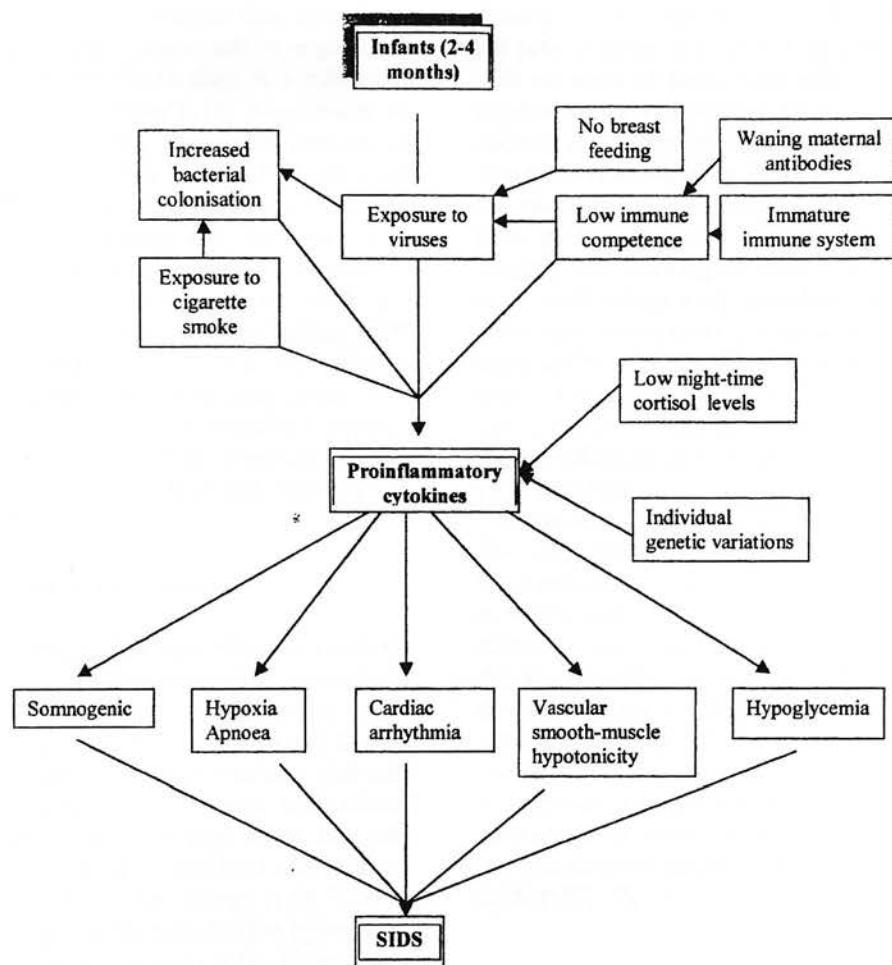 Infants (2-4
months)
No breast
feeding
Waning maternal
antibodies
Increased
bacterial
colonisation
Exposure to
viruses
Low immune
competence
Immature
immune system
Exposure to
cigarette
smoke
Low night-time
cortisol levels
Proinflammatory
cytokines
Individual
genetic variations
Somnogenic
Hypoxia
Apnoea
Cardiac
arrhythmia
Vascular
smooth-muscle
hypotonicity
Hypoglycemia
SIDS